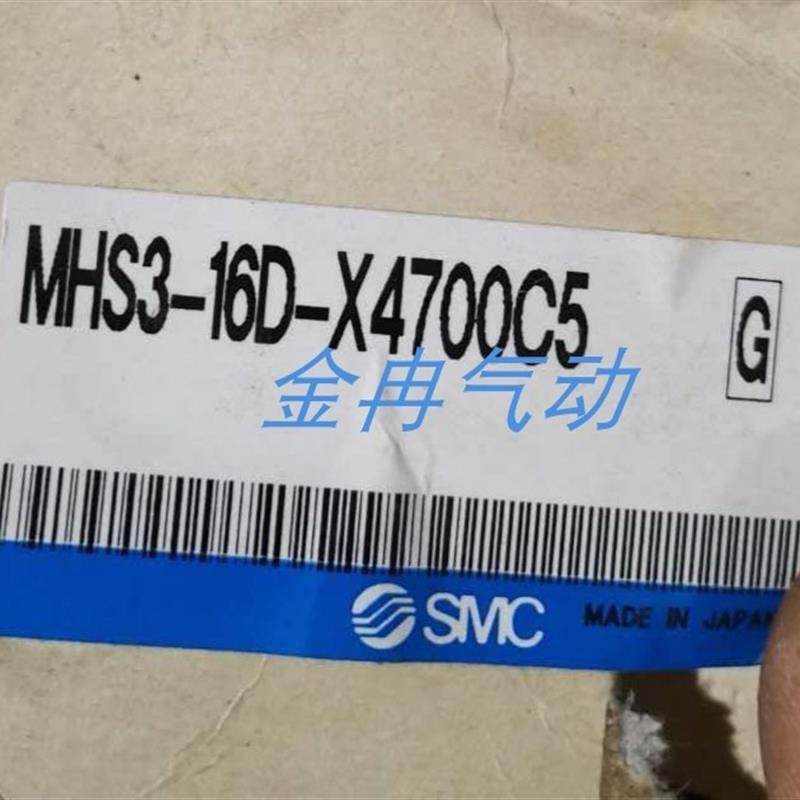 MHS3-16D-X4700C5
G
金冉气动
SMC
MADE IN JAPAN